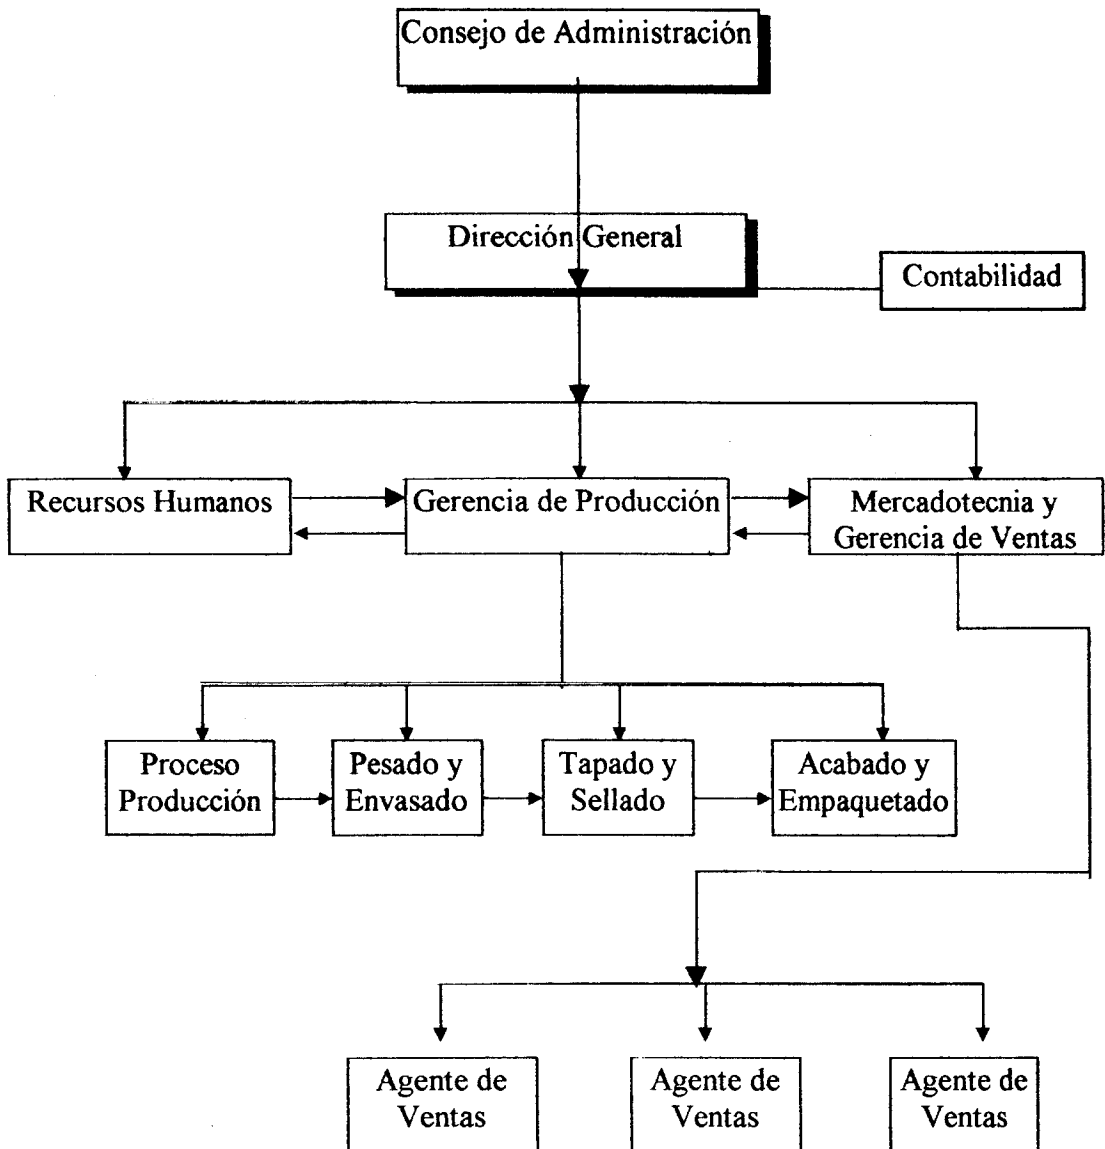 Consejo de Administración
Dirección General
Contabilidad
Recursos Humanos
Gerencia de Producción
Mercadotecnia y
Gerencia de Ventas
Proceso
Producción
Pesado y
Envasado
Tapado y
Sellado
Acabado y
Empaquetado
Agente de
Ventas
Agente de
Ventas
Agente de
Ventas